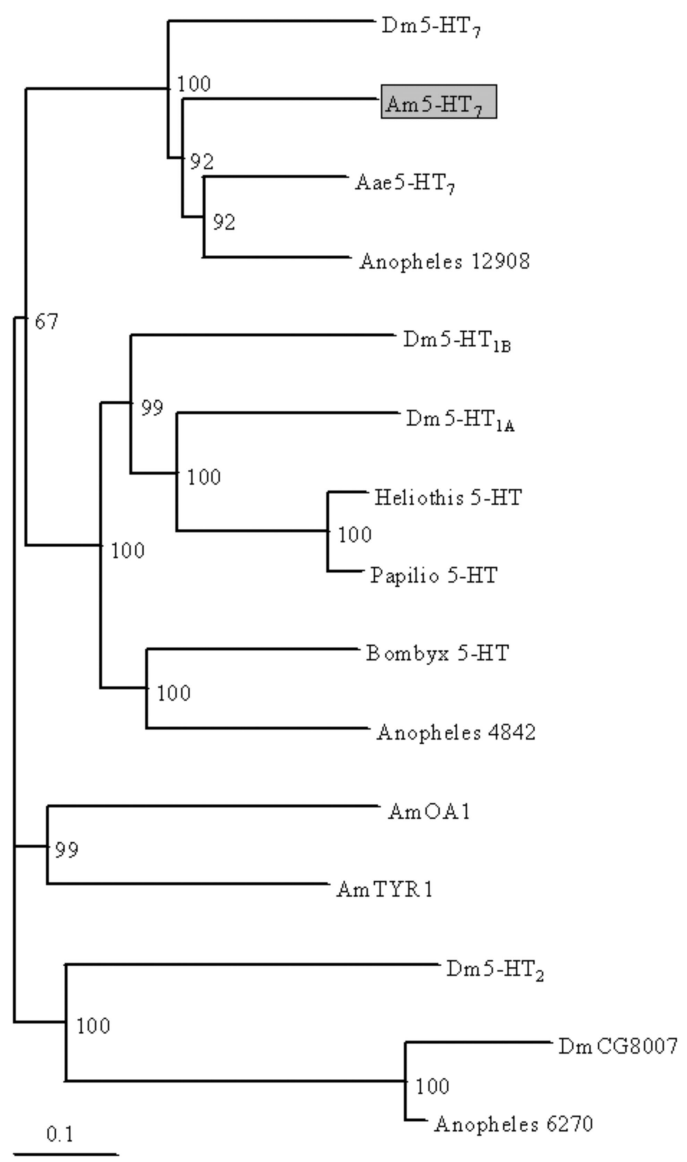 Dm5-HT₇
100
Am5-HT₇
92
Aae5-HT₇
92
Anopheles 12908
67
Dm5-HT₁B
99
Dm5-HT₁A
100
Heliothis 5-HT
100
100
Papilio 5-HT
Bombyx 5-HT
100
Anopheles 4842
AmOA1
99
AmTYR1
Dm5-HT₂
100
DmCG8007
100
Anopheles 6270
0.1